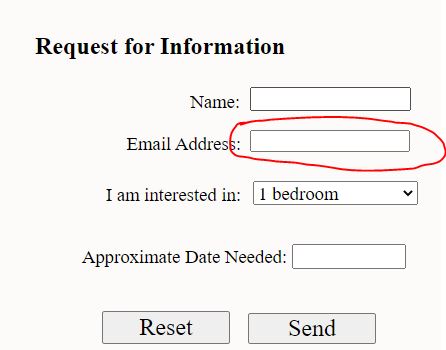 Request for Information
Name:
Email Address:
I am interested in: 1 bedroom
Approximate Date Needed:
Reset Send